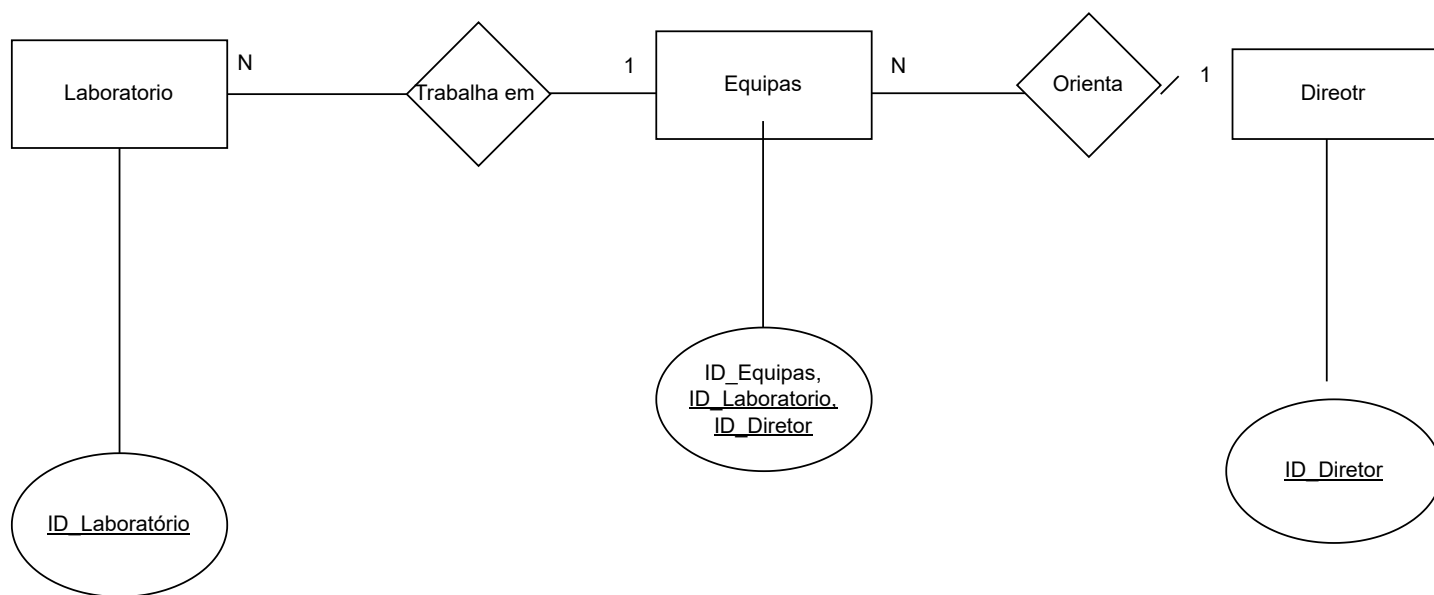 Laboratorio
N
Trabalha em
1
Equipas
N
Orienta
1
Direotr
ID_Equipas,
ID_Laboratorio,
ID_Diretor
ID_Diretor
ID_Laboratório